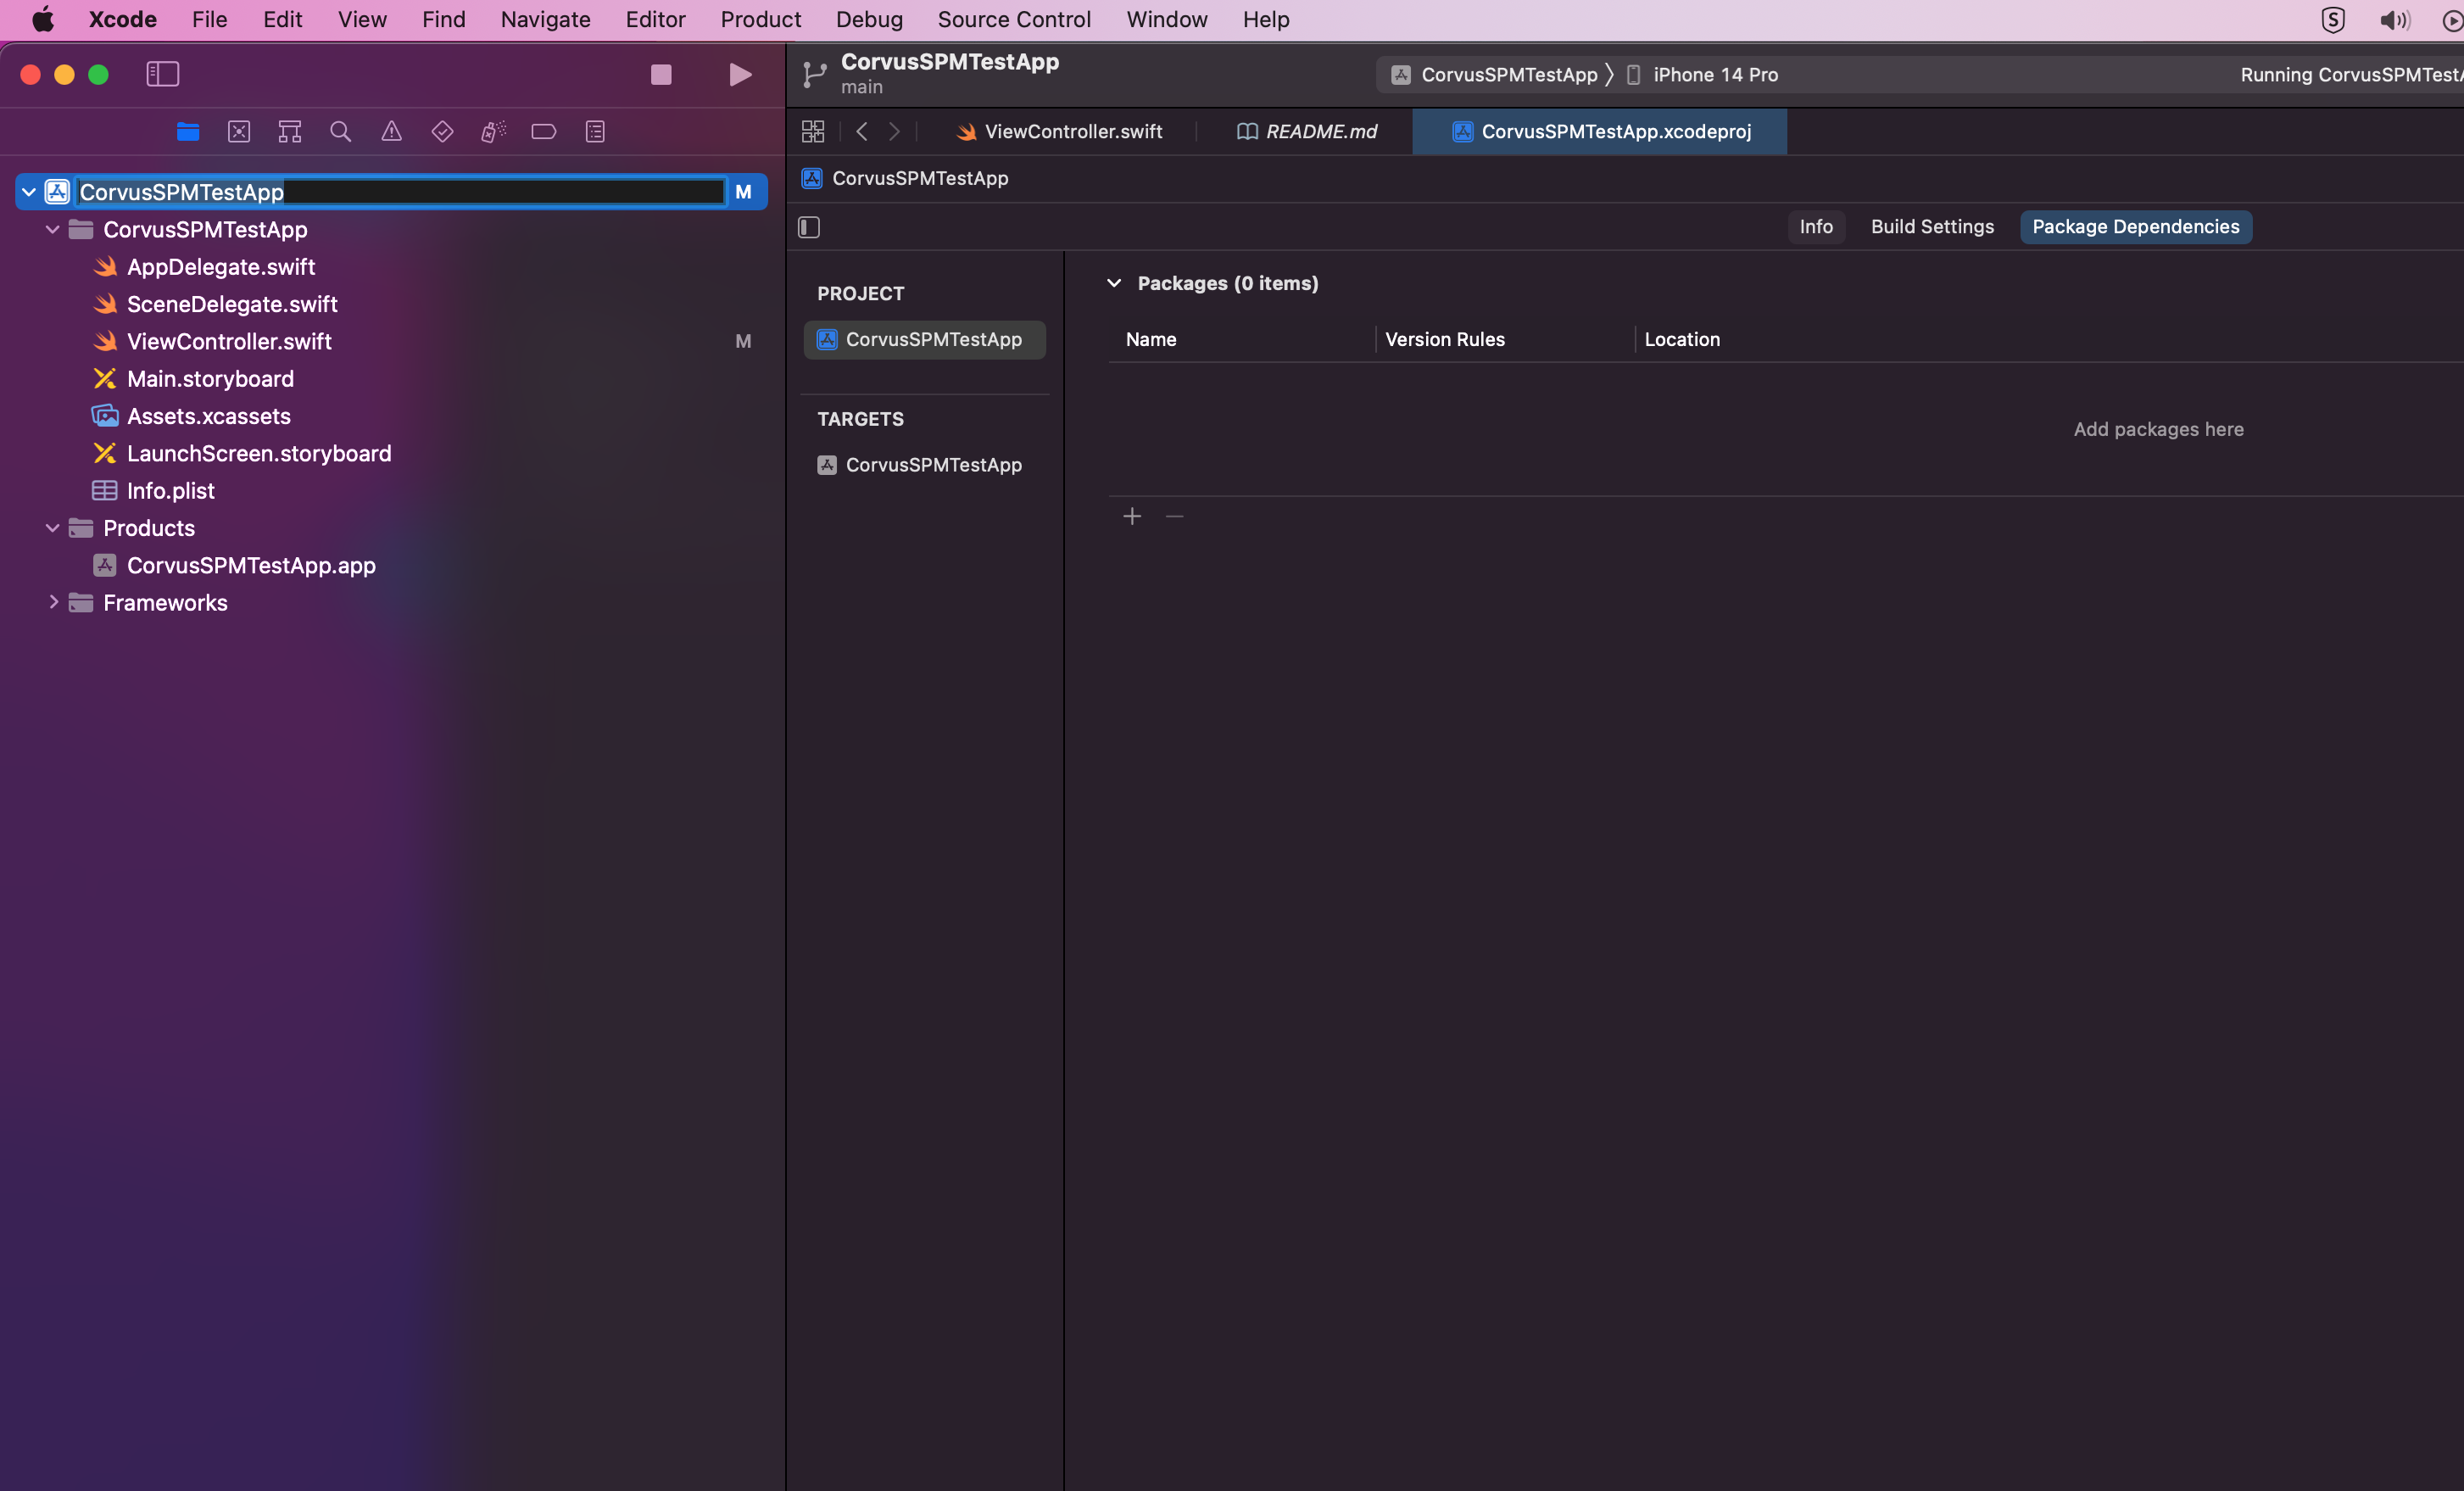 Xcode File Edit View Find Navigate Editor Product Debug Source Control Window Help
CorvusSPMTestApp
main
CorvusSPMTestApp iPhone 14 Pro
Running CorvusSPMTestA
ViewController.swift
README.md
CorvusSPMTestApp.xcodeproj
CorvusSPMTestApp
Info
Build Settings
Package Dependencies
CorvusSPMTestApp M
CorvusSPMTestApp
AppDelegate.swift
SceneDelegate.swift
ViewController.swift M
Main.storyboard
Assets.xcassets
LaunchScreen.storyboard
Info.plist
Products
CorvusSPMTestApp.app
Frameworks
PROJECT
CorvusSPMTestApp
TARGETS
CorvusSPMTestApp
Packages (0 items)
Name Version Rules Location
Add packages here